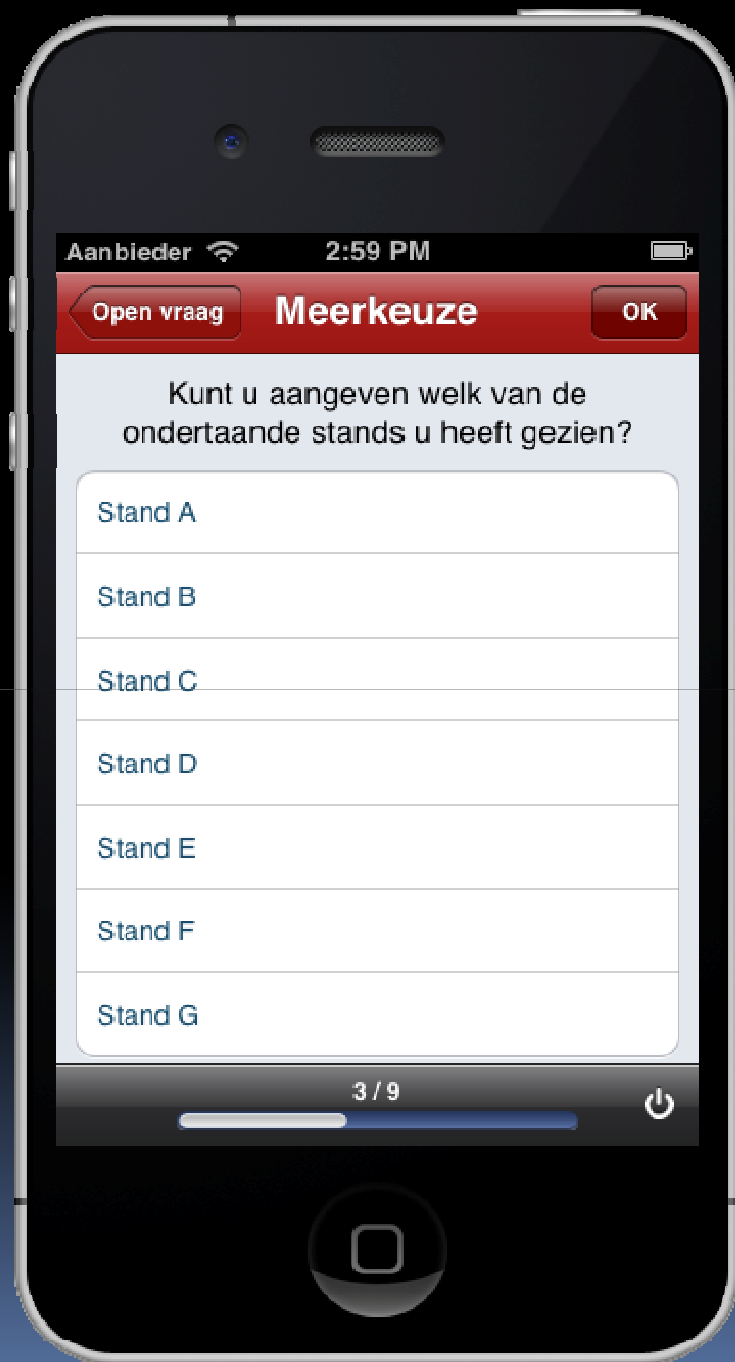 Aanbieder 2:59 PM
Open vraag Meerkeuze OK
Kunt u aangeven welk van de
ondertaande stands u heeft gezien?
Stand A
Stand B
Stand C
Stand D
Stand E
Stand F
Stand G
3 / 9